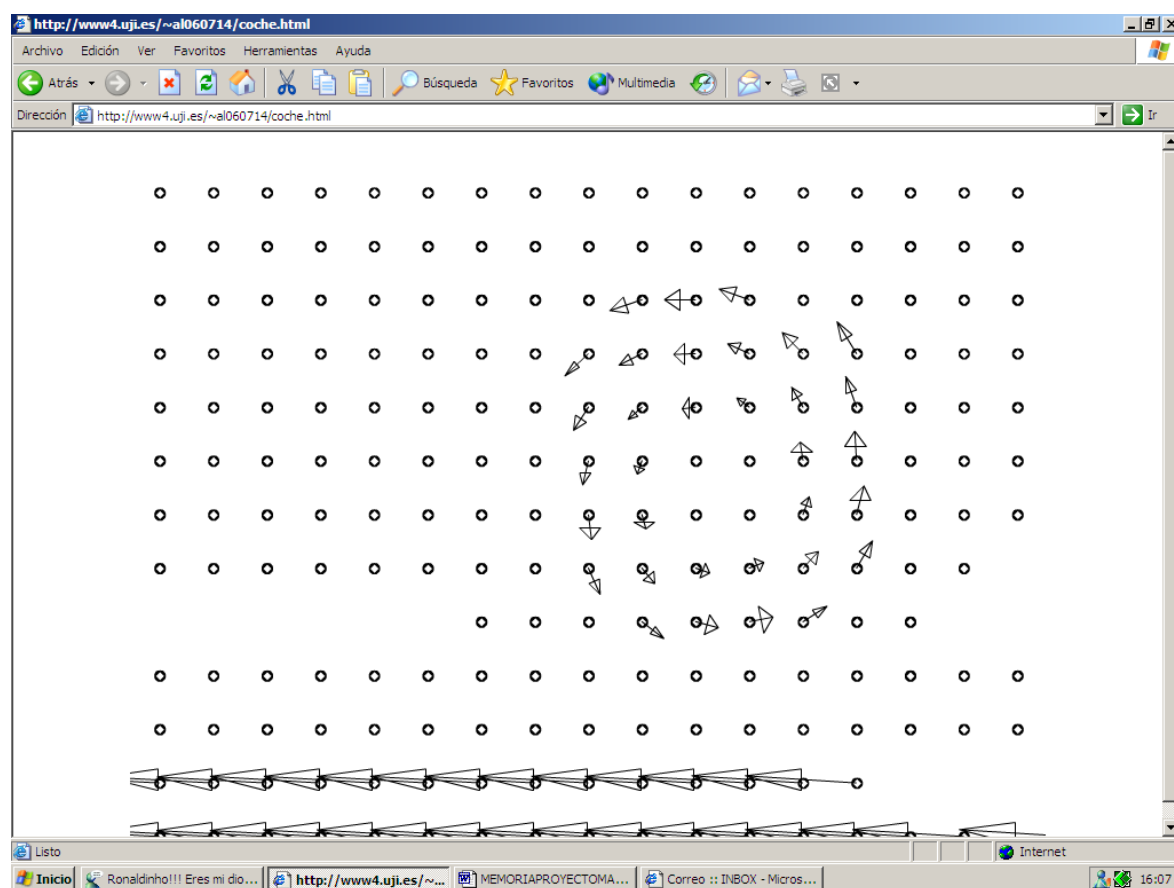 http://www4.uji.es/~al060714/coche.html
Archivo Edición Ver Favoritos Herramientas Ayuda
Atrás Búsqueda Favoritos Multimedia
Dirección http://www4.uji.es/~al060714/coche.html Ir
Listo Internet
Inicio Ronaldinho!!! Eres mi dio... http://www4.uji.es/~... MEMORIAPROYECTOMA... Correo :: INBOX - Micros... 16:07